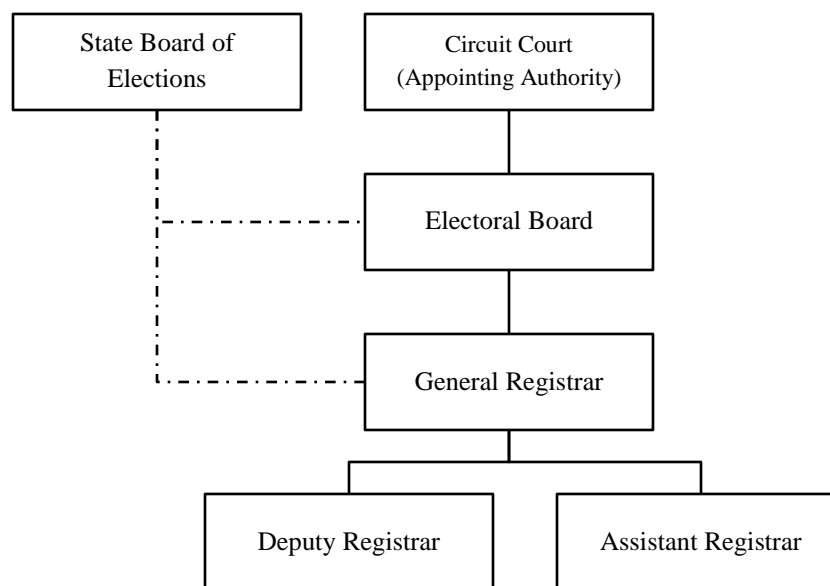 State Board of
Elections
Circuit Court
(Appointing Authority)
Electoral Board
General Registrar
Deputy Registrar
Assistant Registrar